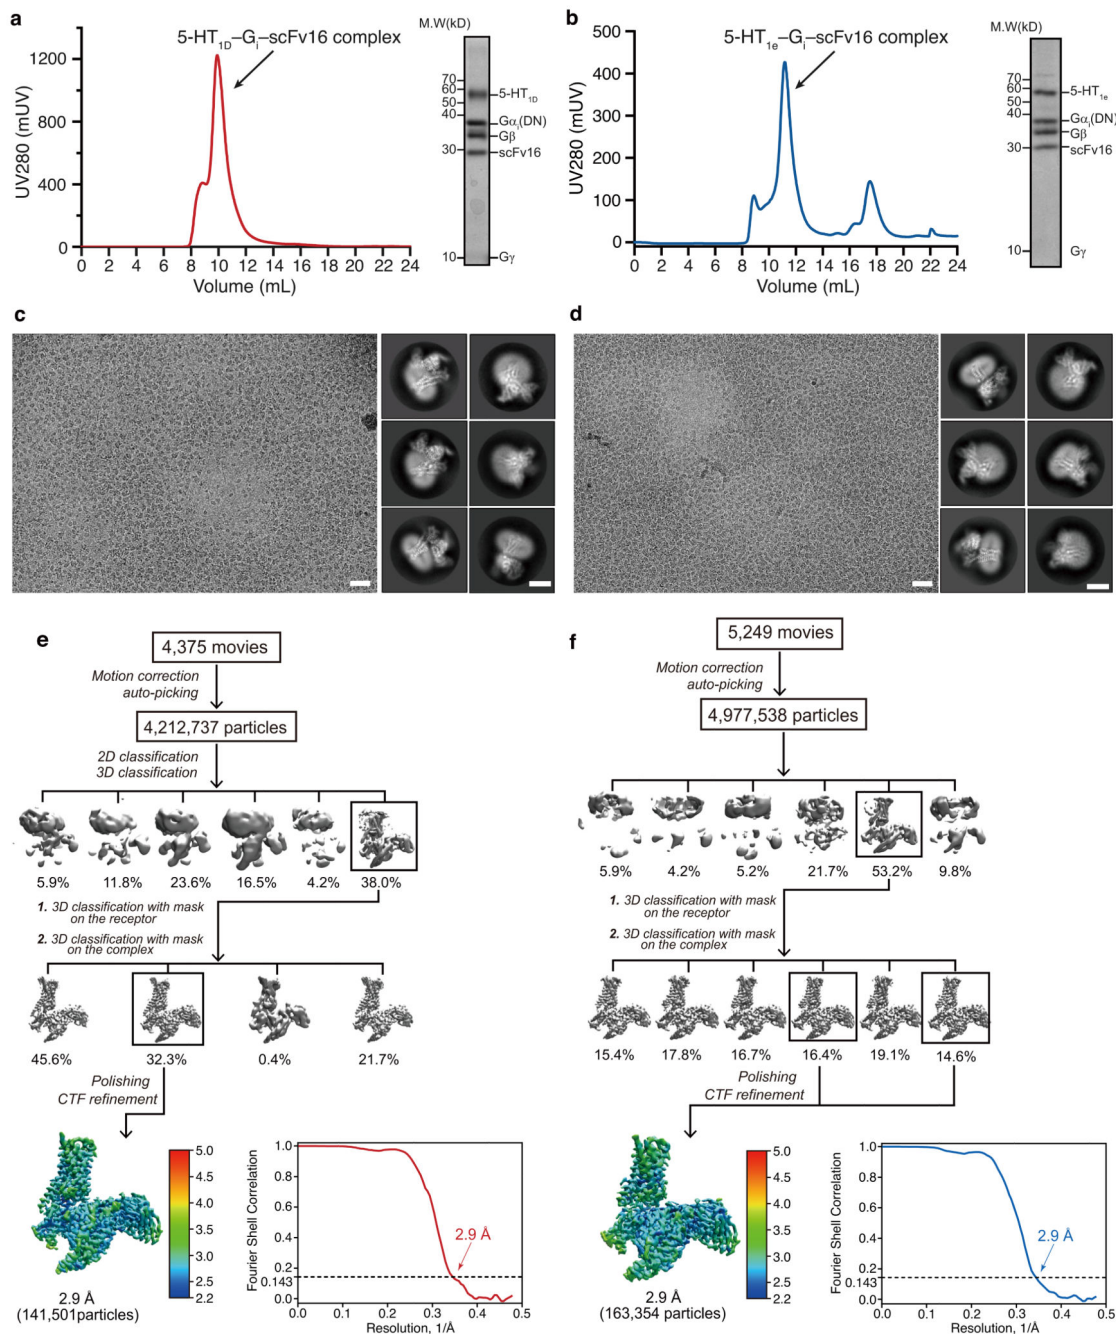 a
5-HT1D–Gi–scFv16 complex
M.W(kD)
1200
800
400
0
UV280 (mUV)
0 2 4 6 8 10 12 14 16 18 20 22 24
Volume (mL)
70
60
50
40
30
10
5-HT1D
Gαi(DN)
Gβ
scFv16
Gγ
b
5-HT1e–Gi–scFv16 complex
M.W(kD)
500
400
300
200
100
0
UV280 (mUV)
0 2 4 6 8 10 12 14 16 18 20 22 24
Volume (mL)
70
60
50
40
30
10
5-HT1e
Gαi(DN)
Gβ
scFv16
Gγ
c
d
e
4,375 movies
Motion correction
auto-picking
4,212,737 particles
2D classification
3D classification
5.9% 11.8% 23.6% 16.5% 4.2% 38.0%
1. 3D classification with mask
on the receptor
2. 3D classification with mask
on the complex
45.6% 32.3% 0.4% 21.7%
Polishing
CTF refinement
5.0
4.5
4.0
3.5
3.0
2.5
2.2
2.9 Å
(141,501particles)
Fourier Shell Correlation
1.0
0.8
0.6
0.4
0.2
0.143
0.0
2.9 Å
0.0 0.1 0.2 0.3 0.4 0.5
Resolution, 1/Å
f
5,249 movies
Motion correction
auto-picking
4,977,538 particles
5.9% 4.2% 5.2% 21.7% 53.2% 9.8%
1. 3D classification with mask
on the receptor
2. 3D classification with mask
on the complex
15.4% 17.8% 16.7% 16.4% 19.1% 14.6%
Polishing
CTF refinement
5.0
4.5
4.0
3.5
3.0
2.5
2.2
2.9 Å
(163,354 particles)
Fourier Shell Correlation
1.0
0.8
0.6
0.4
0.2
0.143
0.0
2.9 Å
0.0 0.1 0.2 0.3 0.4 0.5
Resolution, 1/Å